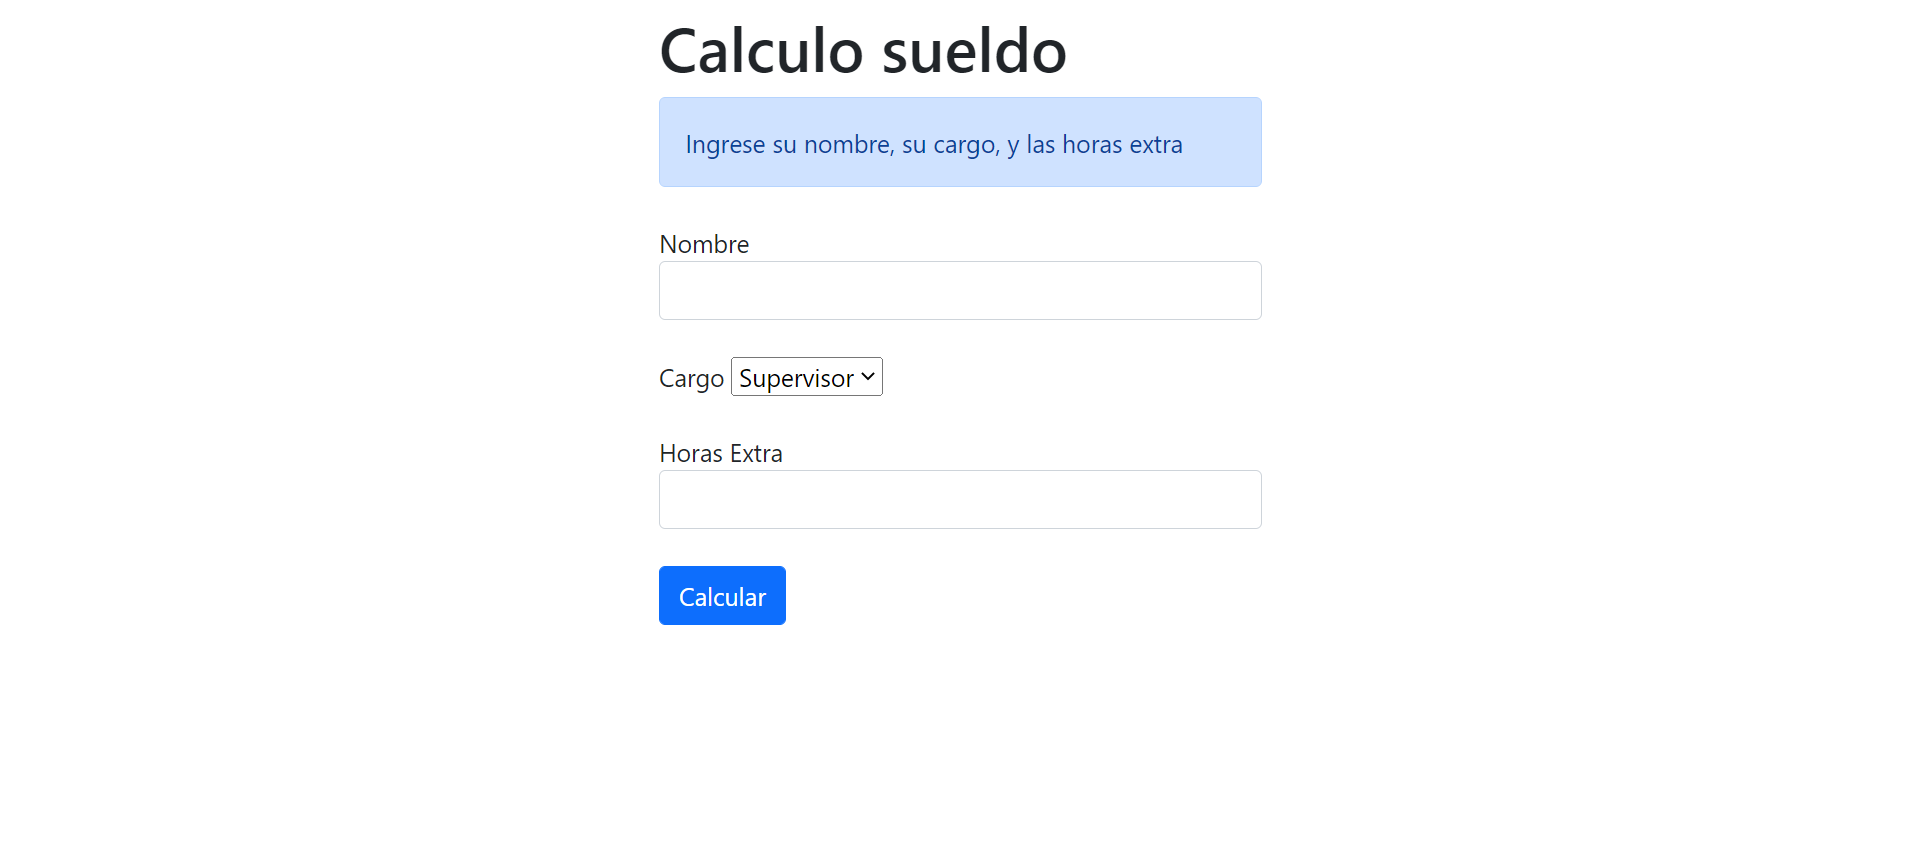 Calculo sueldo
Ingrese su nombre, su cargo, y las horas extra
Nombre
Cargo Supervisor
Horas Extra
Calcular